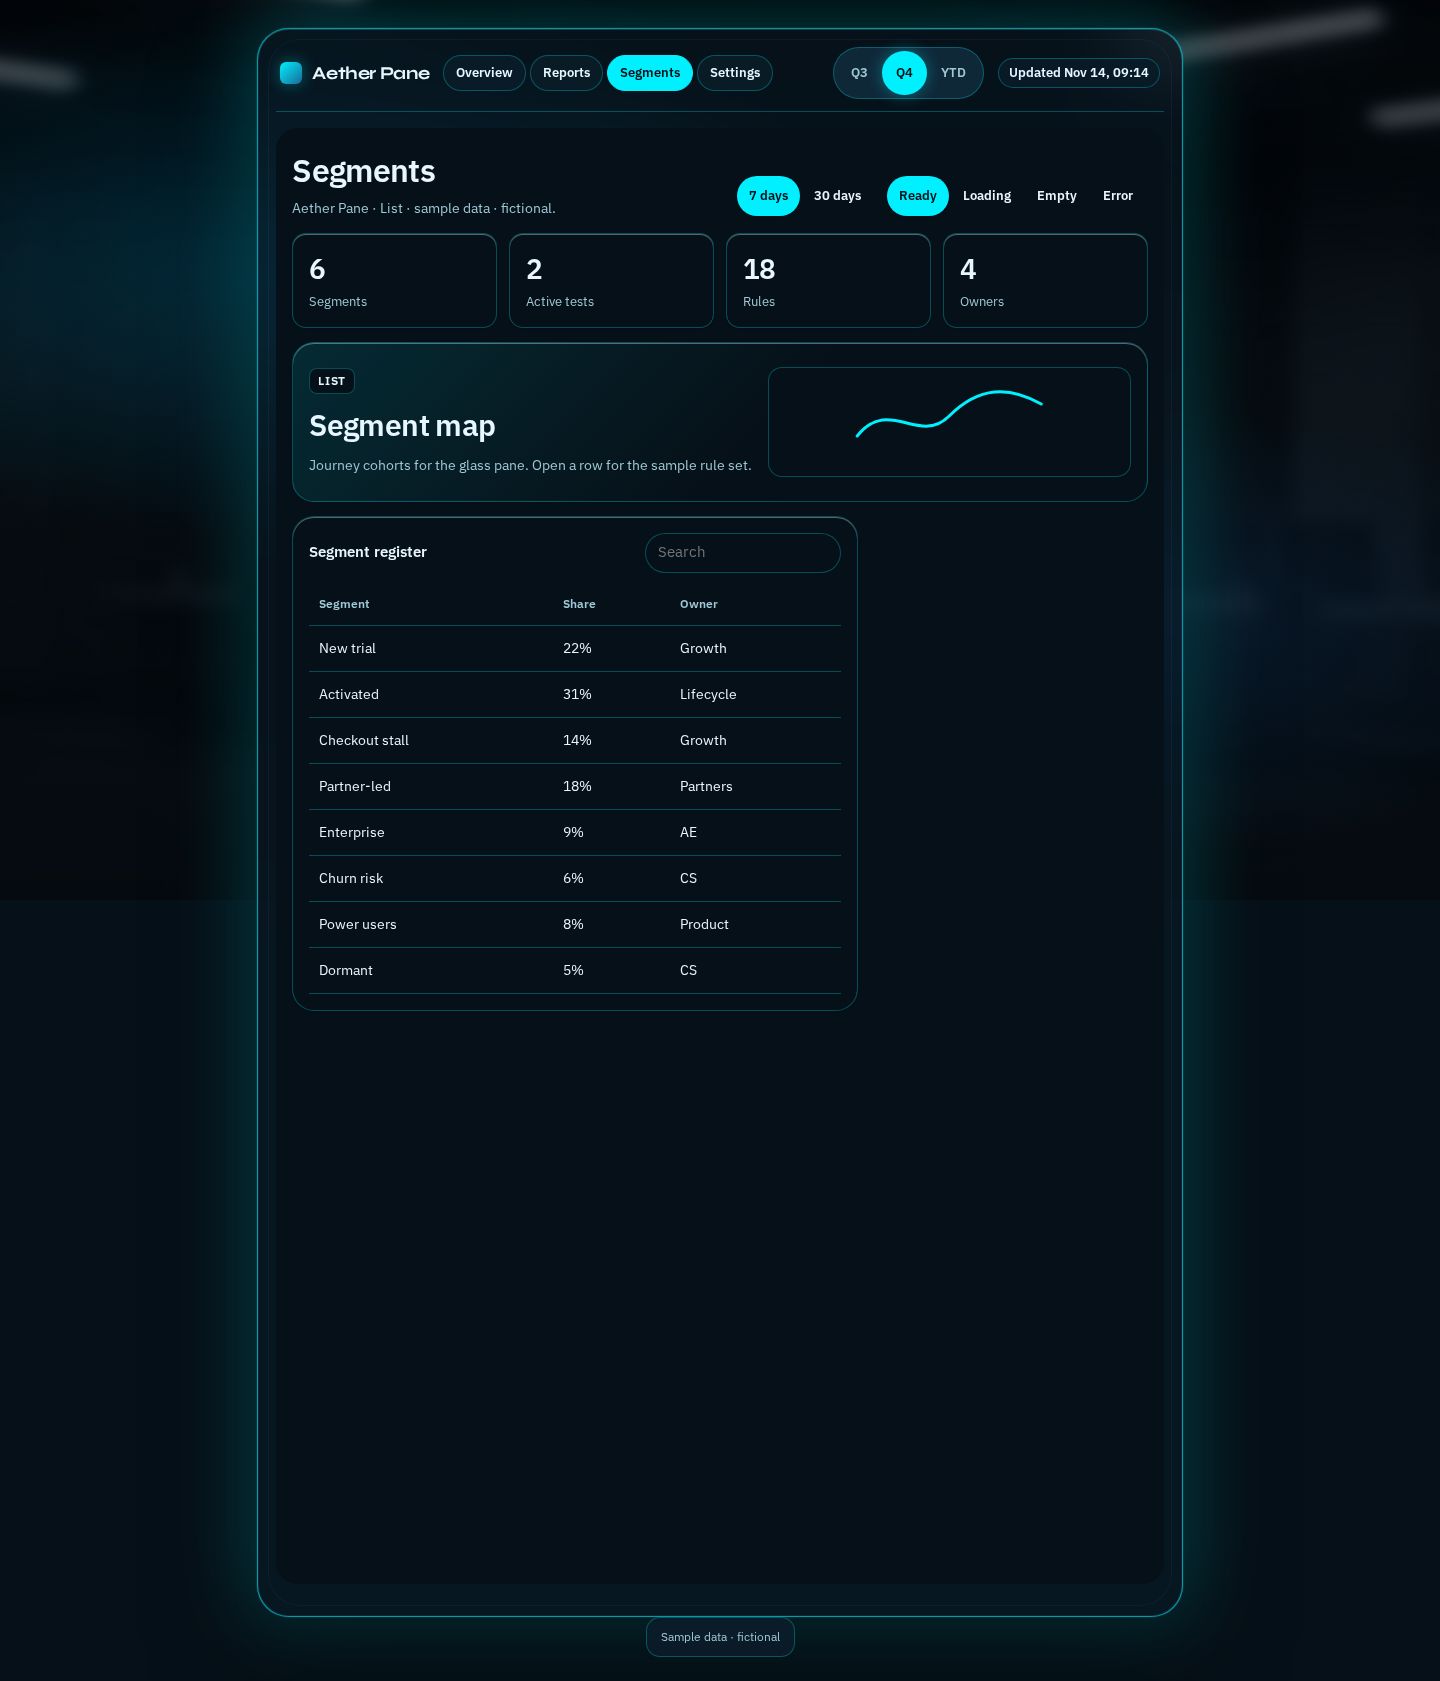 Aether Pane
Overview
Reports
Segments
Settings
Q3
Q4
YTD
Updated Nov 14, 09:14
Segments
Aether Pane · List · sample data · fictional.
7 days
30 days
Ready
Loading
Empty
Error
6
Segments
2
Active tests
18
Rules
4
Owners
LIST
Segment map
Journey cohorts for the glass pane. Open a row for the sample rule set.
Segment register
Search
Segment Share Owner
New trial 22% Growth
Activated 31% Lifecycle
Checkout stall 14% Growth
Partner-led 18% Partners
Enterprise 9% AE
Churn risk 6% CS
Power users 8% Product
Dormant 5% CS
Sample data · fictional